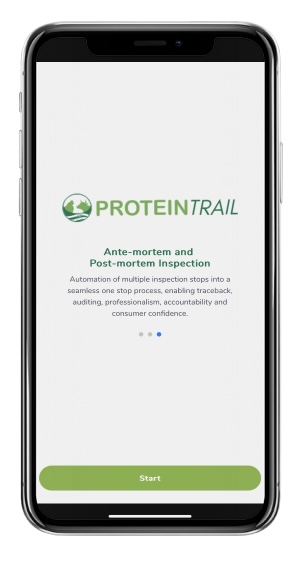 PROTEINTRAIL
Ante-mortem and
Post-mortem Inspection
Automation of multiple inspection stops into a
seamless one stop process, enabling traceback,
auditing, professionalism, accountability and
consumer confidence.
Start